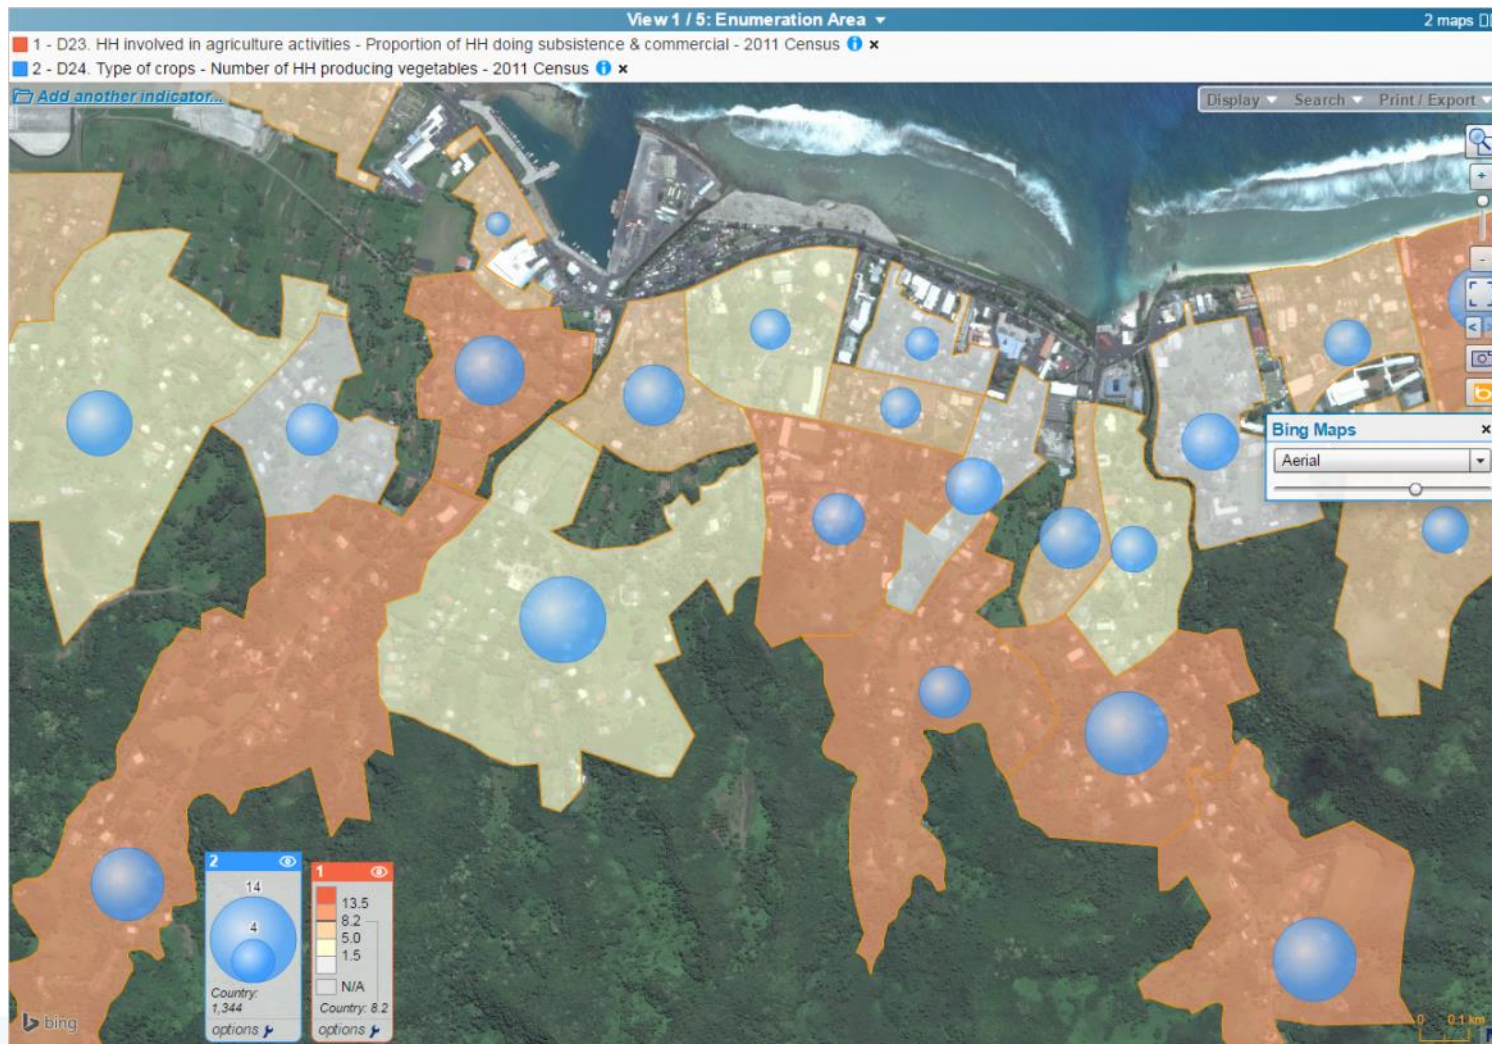 View 1 / 5: Enumeration Area
2 maps
1 - D23. HH involved in agriculture activities - Proportion of HH doing subsistence & commercial - 2011 Census
2 - D24. Type of crops - Number of HH producing vegetables - 2011 Census
Add another indicator...
Display Search Print / Export
Bing Maps
Aerial
2
14
4
Country:
1,344
options
1
13.5
8.2
5.0
1.5
N/A
Country: 8.2
options
bing
0 0.1 km